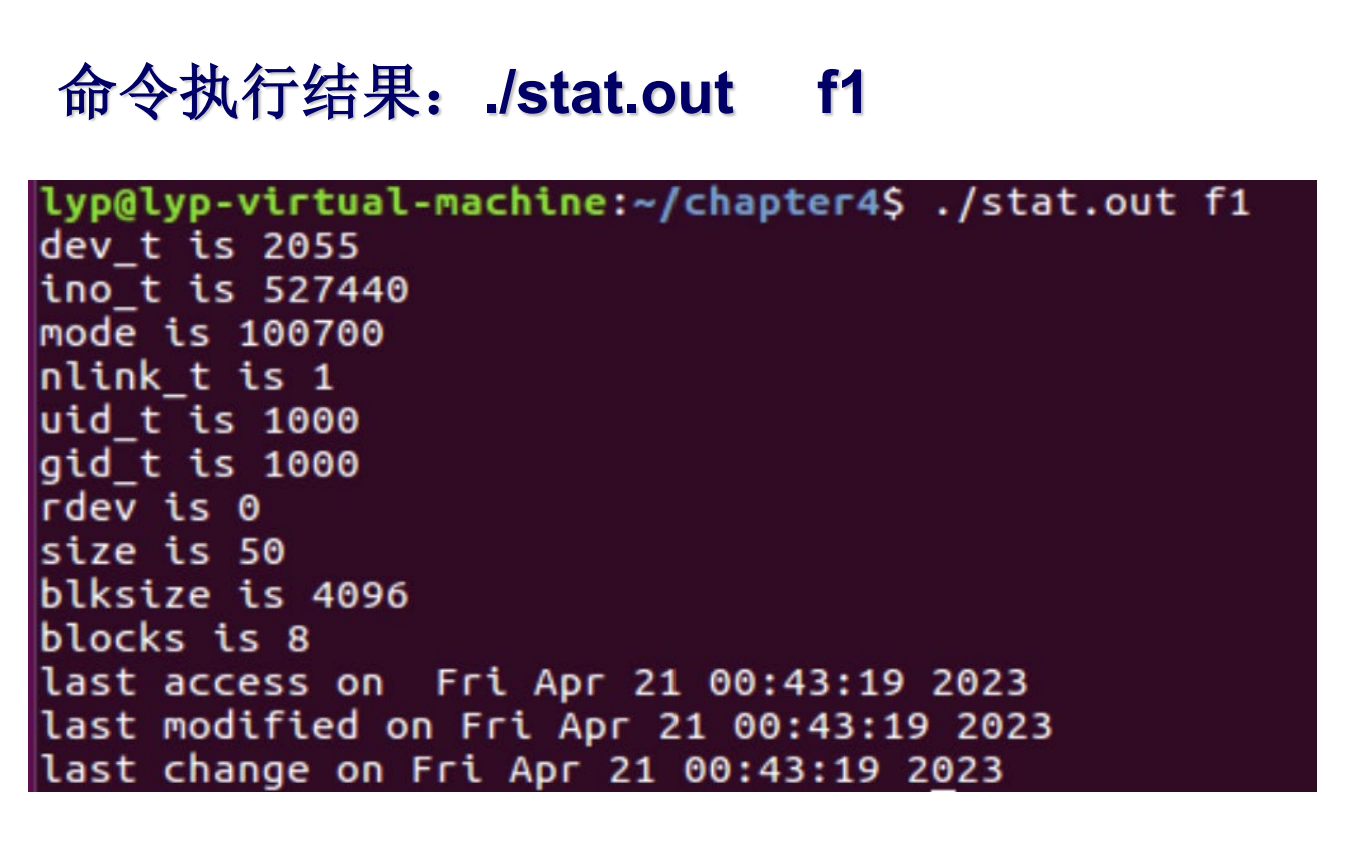 命令执行结果：./stat.out f1
lyp@lyp-virtual-machine:~/chapter4$ ./stat.out f1
dev_t is 2055
ino_t is 527440
mode is 100700
nlink_t is 1
uid_t is 1000
gid_t is 1000
rdev is 0
size is 50
blksize is 4096
blocks is 8
last access on  Fri Apr 21 00:43:19 2023
last modified on Fri Apr 21 00:43:19 2023
last change on Fri Apr 21 00:43:19 2023